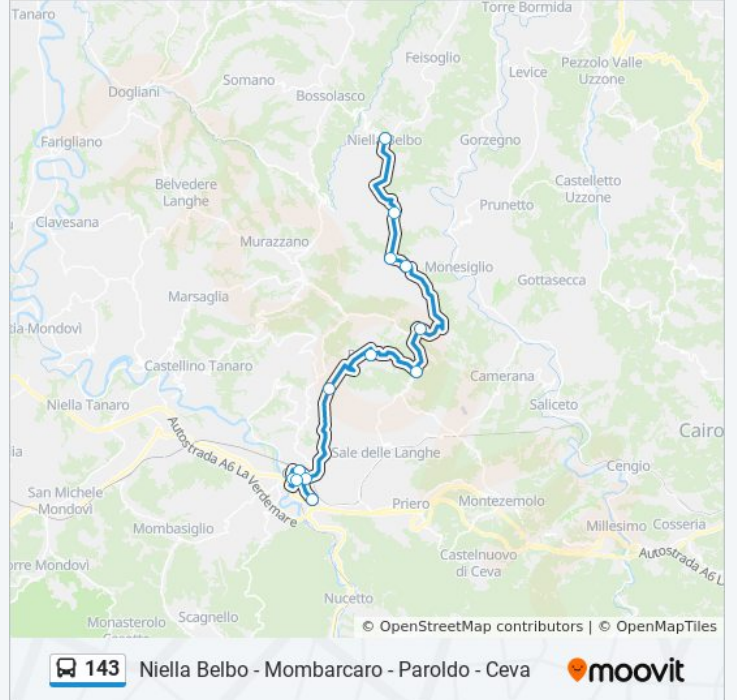 Tanaro
Torre Bormida
Feisoglio
Pezzolo Valle
Uzzone
Levice
Somano
Dogliani
Bossolasco
Niella Belbo
Gorzegno
Farigliano
Castelletto
Uzzone
Belvedere
Langhe
Prunetto
Clavesana
Murazzano
Monesiglio
Gottasecca
Marsaglia
zia-Mondovì
Castellino Tanaro
Camerana
Niella Tanaro
Saliceto
Autostrada A6 La Verdemare
Cairo
Sale delle Langhe
Cengio
San Michele
Mondovì
Priero
Montezemolo
Mombasiglio
Millesimo
Cosseria
Castelnuovo
di Ceva
Autostrada A6 L
orre Mondovì
Nucetto
Monasterolo
Scagnello
© OpenStreetMap contributors | © OpenMapTiles
143 Niella Belbo - Mombarcaro - Paroldo - Ceva
moovit